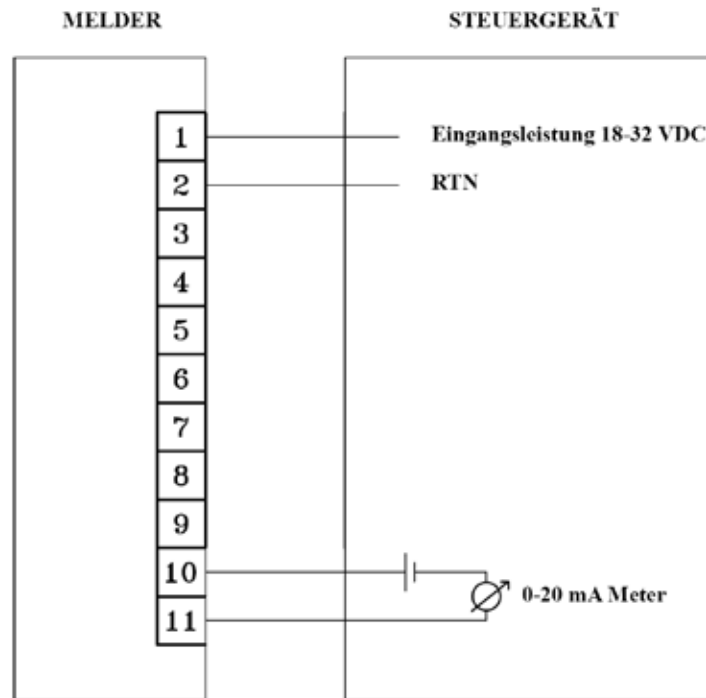 MELDER
STEUERGERÄT
1
Eingangsleistung 18-32 VDC
2
RTN
3
4
5
6
7
8
9
10
0-20 mA Meter
11